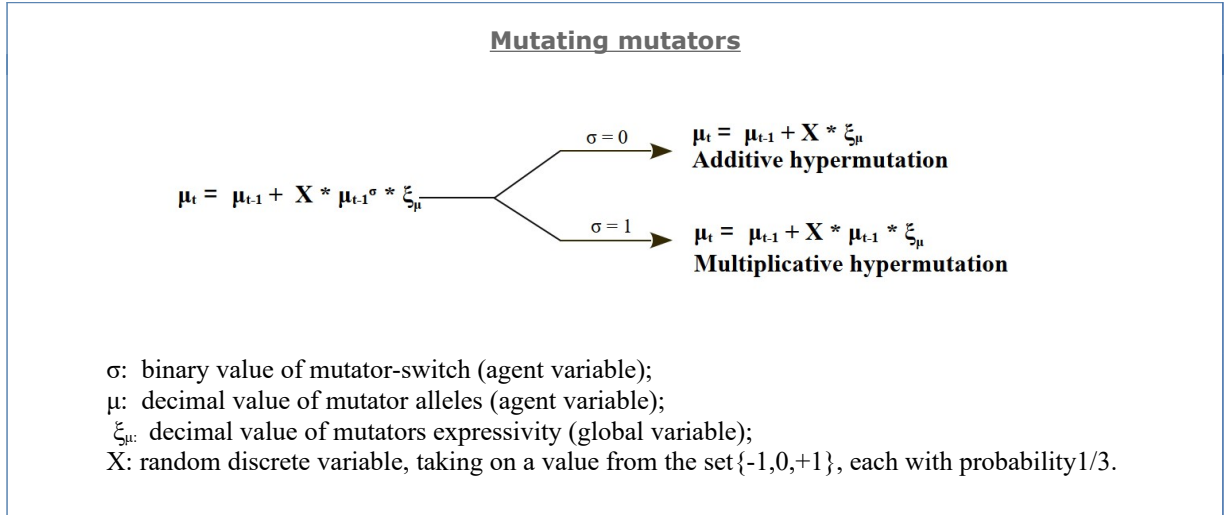 Mutating mutators
σ = 0
μₜ = μₜ₋₁ + X * ξμ
Additive hypermutation
μₜ = μₜ₋₁ + X * μₜ₋₁σ * ξμ
σ = 1
μₜ = μₜ₋₁ + X * μₜ₋₁ * ξμ
Multiplicative hypermutation
σ: binary value of mutator-switch (agent variable);
μ: decimal value of mutator alleles (agent variable);
ξμ: decimal value of mutators expressivity (global variable);
X: random discrete variable, taking on a value from the set{-1,0,+1}, each with probability1/3.